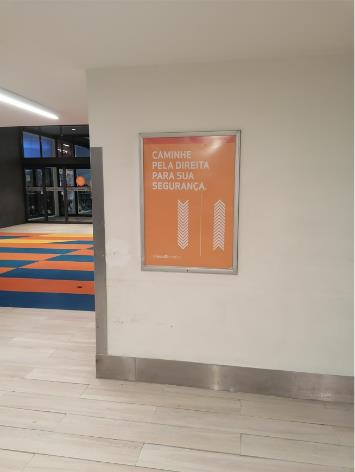 CAMINHE
PELA DIREITA
PARA SUA
SEGURANÇA.